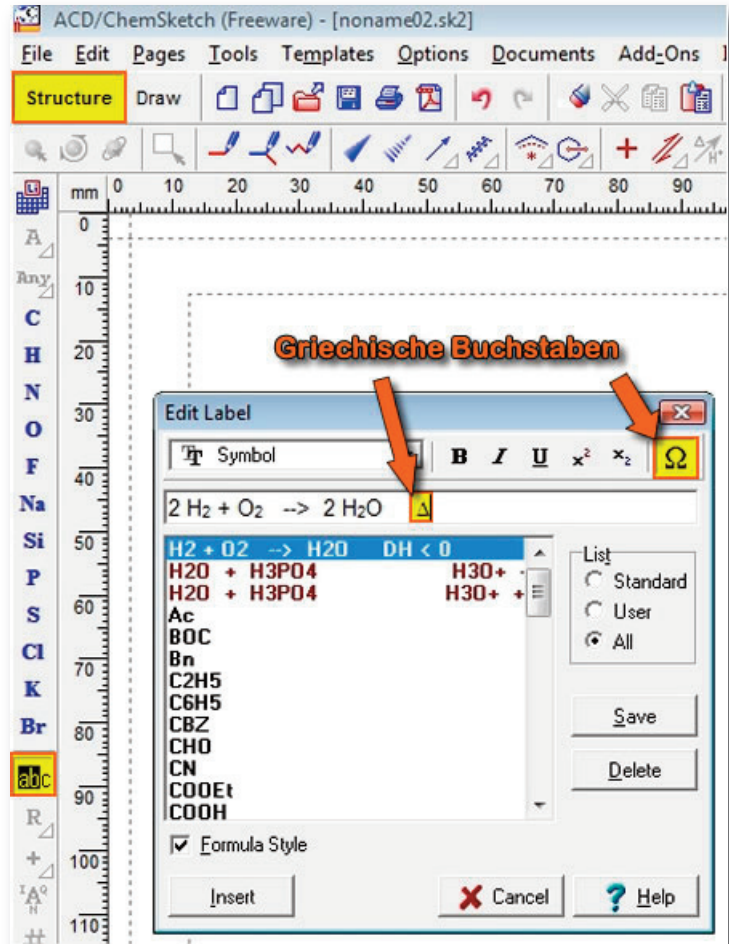 ACD/ChemSketch (Freeware) - [noname02.sk2]
File Edit Pages Tools Templates Options Documents Add-Ons
Structure Draw
mm 0 10 20 30 40 50 60 70 80 90
0
A
Any
10
C
H
20
N
Griechische Buchstaben
30
O
F
40
Na
Si
50
P
60
S
Cl
70
K
Br
80
abc
90
R
100
110
Edit Label
Symbol B I U x² x₂ Ω
2 H₂ + O₂ --> 2 H₂O Δ
H2 + O2 --> H2O DH < 0
H2O + H3PO4 H3O+ -
H2O + H3PO4 H3O+ +
Ac
BOC
Bn
C2H5
C6H5
CBZ
CHO
CN
COOEt
COOH
List
Standard
User
All
Save
Delete
Formula Style
Insert Cancel Help